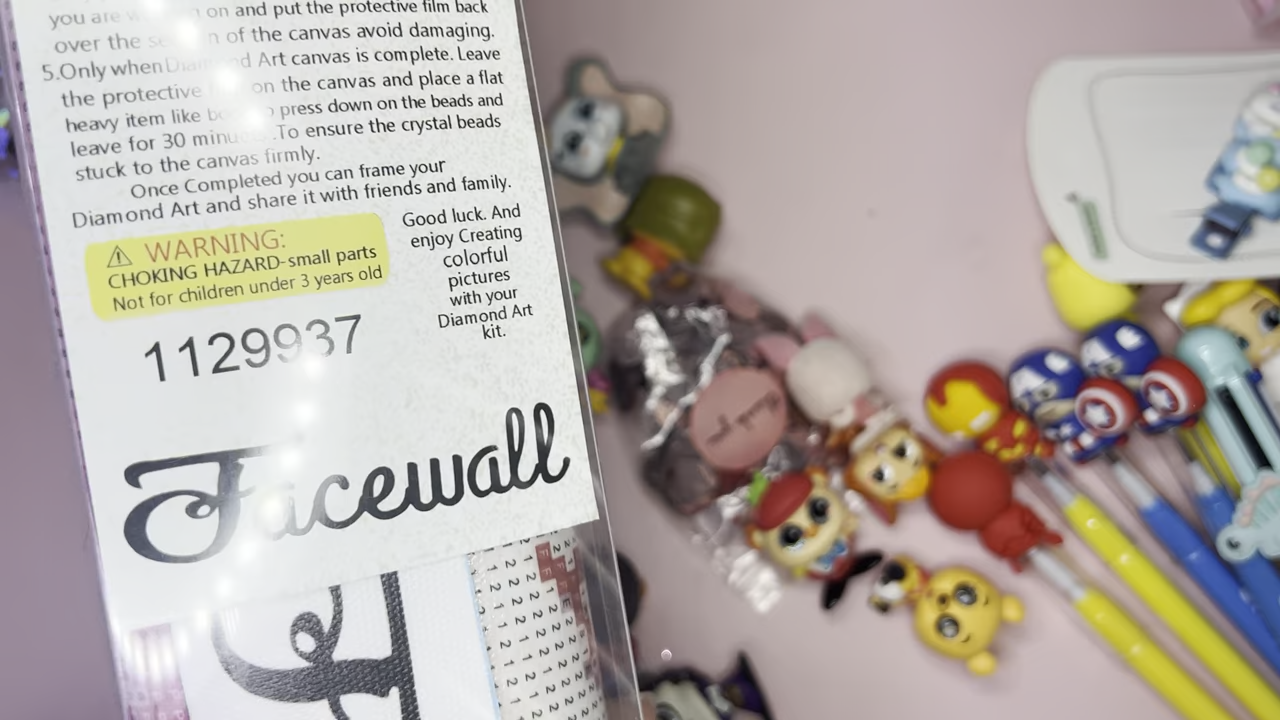 you are on and put the protective film back
over the of the canvas avoid damaging.
5.Only when Diamond Art canvas is complete. Leave
the protective on the canvas and place a flat
heavy item like to press down on the beads and
leave for 30 minutes .To ensure the crystal beads
stuck to the canvas firmly.
Once Completed you can frame your
Diamond Art and share it with friends and family.
WARNING:
CHOKING HAZARD-small parts
Not for children under 3 years old
Good luck. And
enjoy Creating
colorful
pictures
with your
Diamond Art
kit.
1129937
Facewall